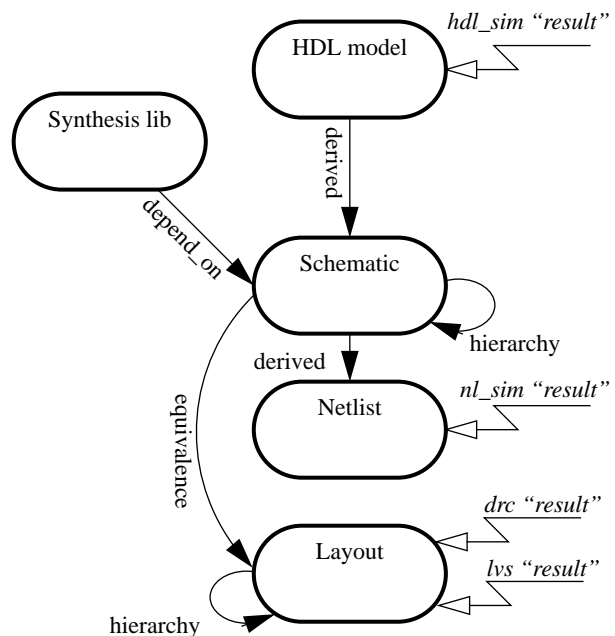 hdl_sim “result”
HDL model
Synthesis lib
derived
depend_on
Schematic
hierarchy
derived
nl_sim “result”
Netlist
equivalence
drc “result”
Layout
lvs “result”
hierarchy